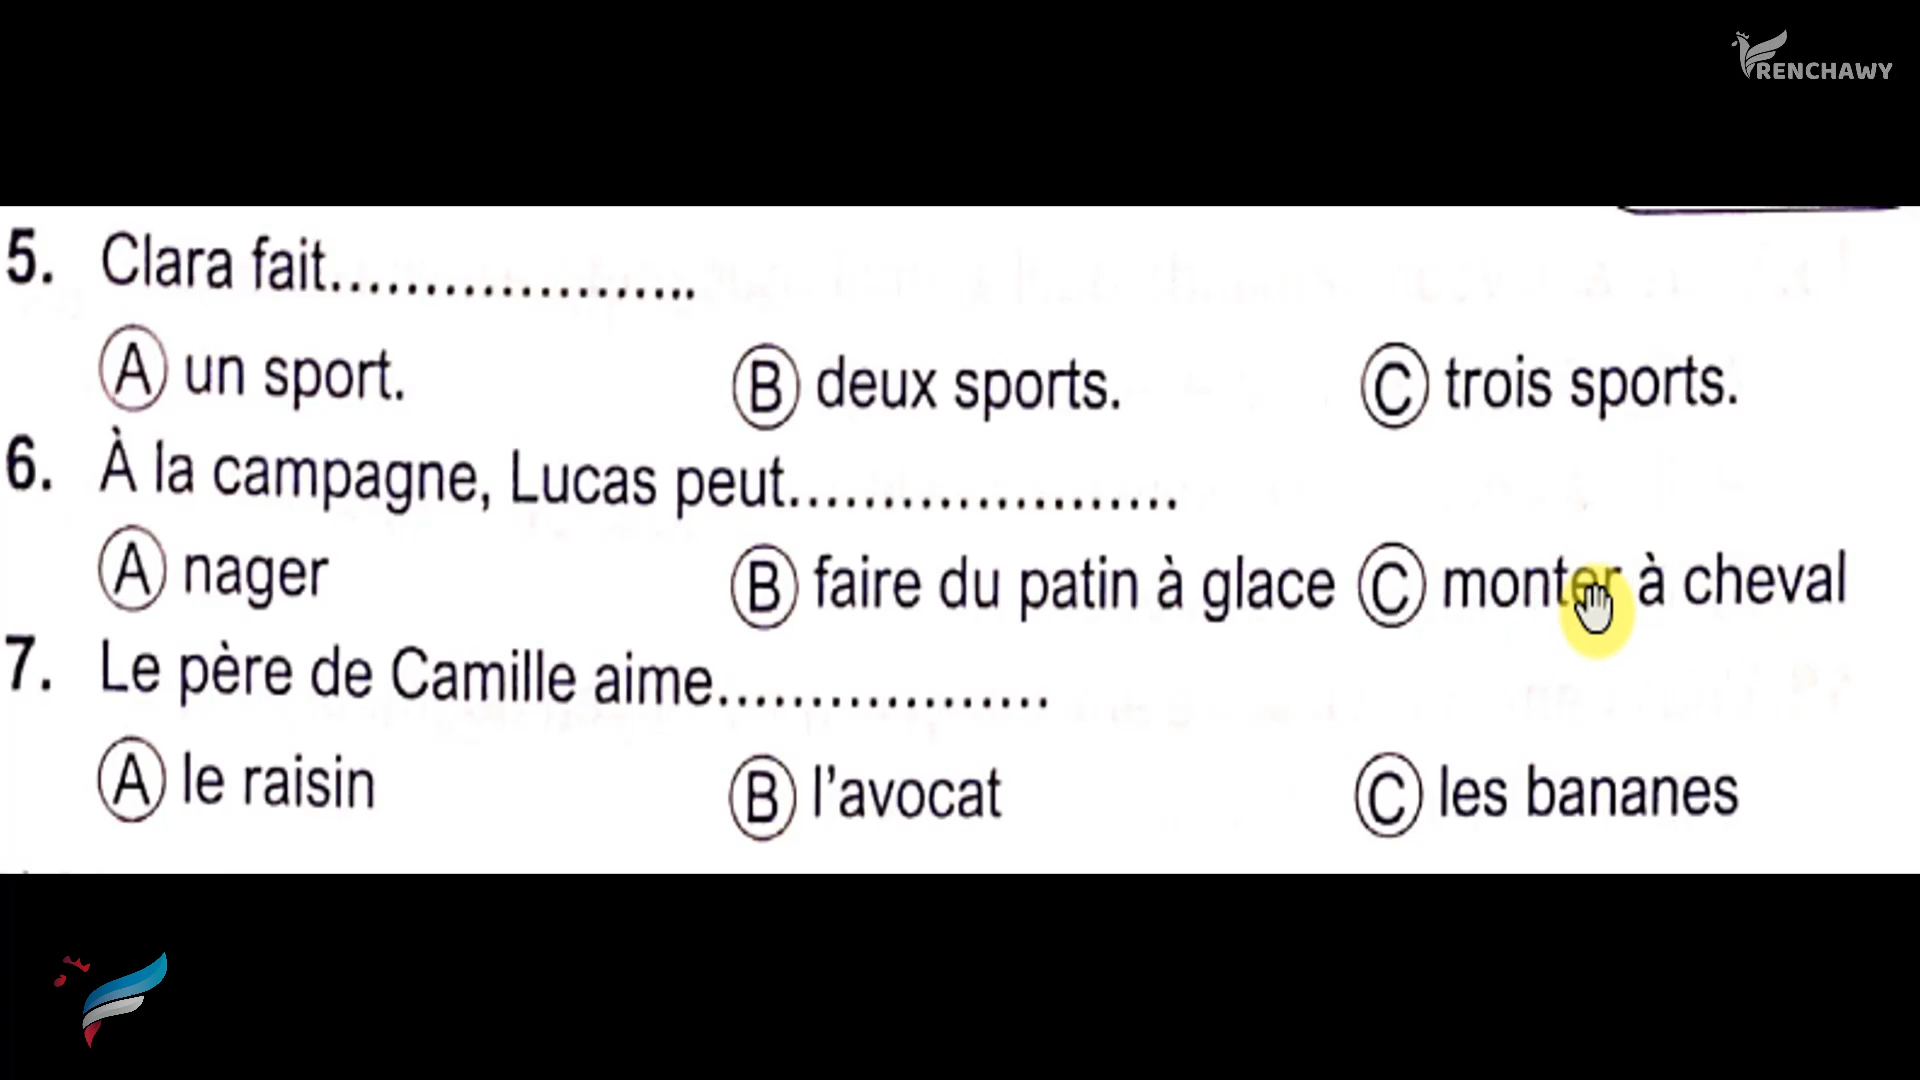 RENCHAWY
5. Clara fait.....................
A un sport. B deux sports. C trois sports.
6. À la campagne, Lucas peut......................
A nager B faire du patin à glace C monter à cheval
7. Le père de Camille aime...................
A le raisin B l'avocat C les bananes